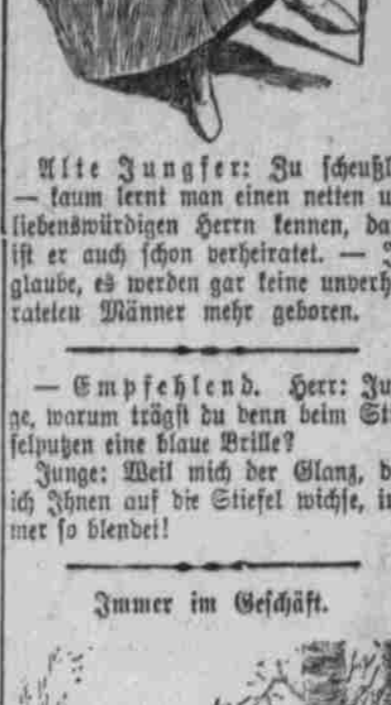 Alte Jungfer: Zu scheußl
— kaum lernt man einen netten u
liebenswürdigen Herrn kennen, da
ist er auch schon verheiratet. — J
glaube, es werden gar keine unverh
rateten Männer mehr geboren.
— Empfehlend. Herr: Ju
ge, warum trägst du denn beim Sti
felputzen eine blaue Brille?
Junge: Weil mich der Glanz, d
ich Ihnen auf die Stiefel wichse, i
mer so blendet!
Immer im Geschäft.